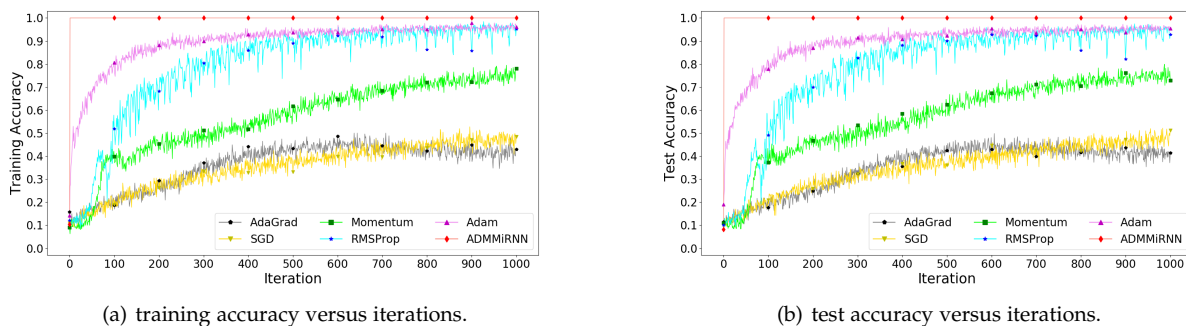 Training Accuracy
1.0
0.9
0.8
0.7
0.6
0.5
0.4
0.3
0.2
0.1
0.0
AdaGrad Momentum Adam
SGD RMSProp ADMMiRNN
0 100 200 300 400 500 600 700 800 900 1000
Iteration
(a) training accuracy versus iterations.
Test Accuracy
1.0
0.9
0.8
0.7
0.6
0.5
0.4
0.3
0.2
0.1
0.0
AdaGrad Momentum Adam
SGD RMSProp ADMMiRNN
0 100 200 300 400 500 600 700 800 900 1000
Iteration
(b) test accuracy versus iterations.